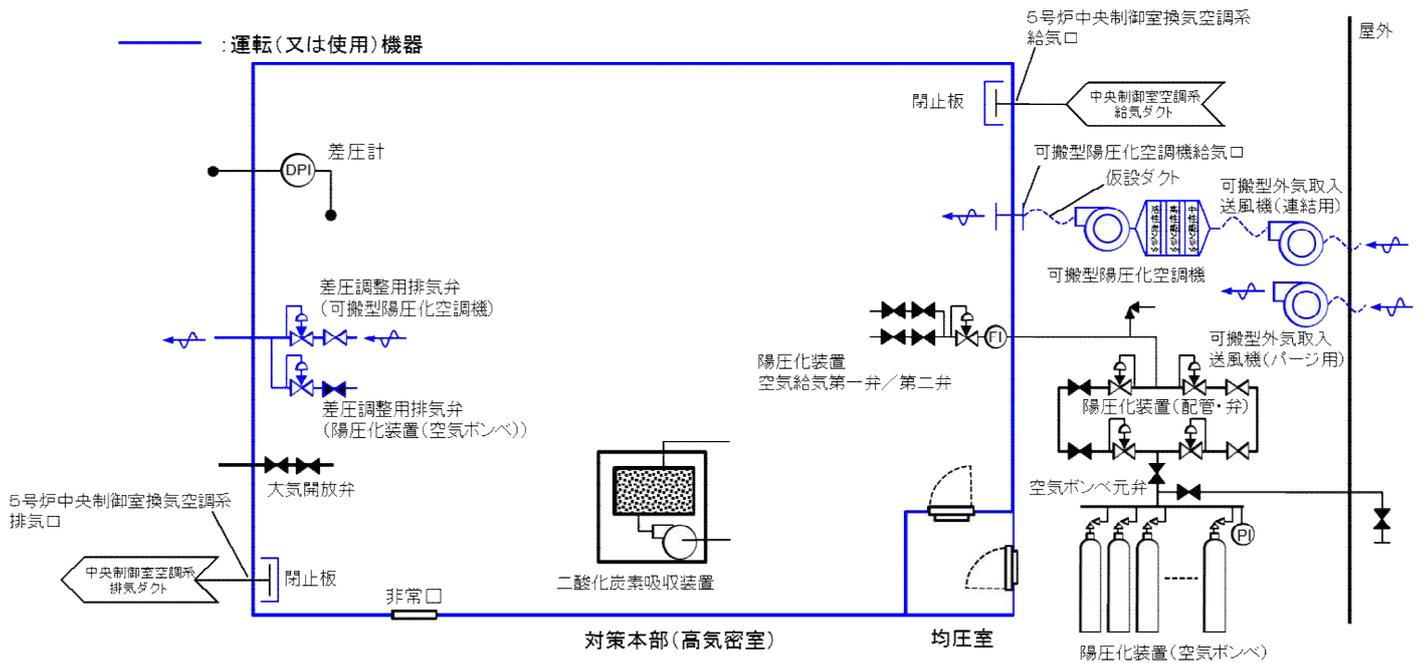 ：運転(又は使用)機器
5号炉中央制御室換気空調系
給気口
屋外
閉止板
中央制御室空調系
給気ダクト
差圧計
DPI
可搬型陽圧化空調機給気口
仮設ダクト
可搬型外気取入
送風機(連結用)
可搬型陽圧化空調機
差圧調整用排気弁
(可搬型陽圧化空調機)
FI
可搬型外気取入
送風機(パージ用)
陽圧化装置
空気給気第一弁／第二弁
差圧調整用排気弁
(陽圧化装置(空気ボンベ))
陽圧化装置(配管・弁)
大気開放弁
空気ボンベ元弁
5号炉中央制御室換気空調系
排気口
PI
中央制御室空調系
排気ダクト
閉止板
二酸化炭素吸収装置
非常口
対策本部(高気密室)
均圧室
陽圧化装置(空気ボンベ)